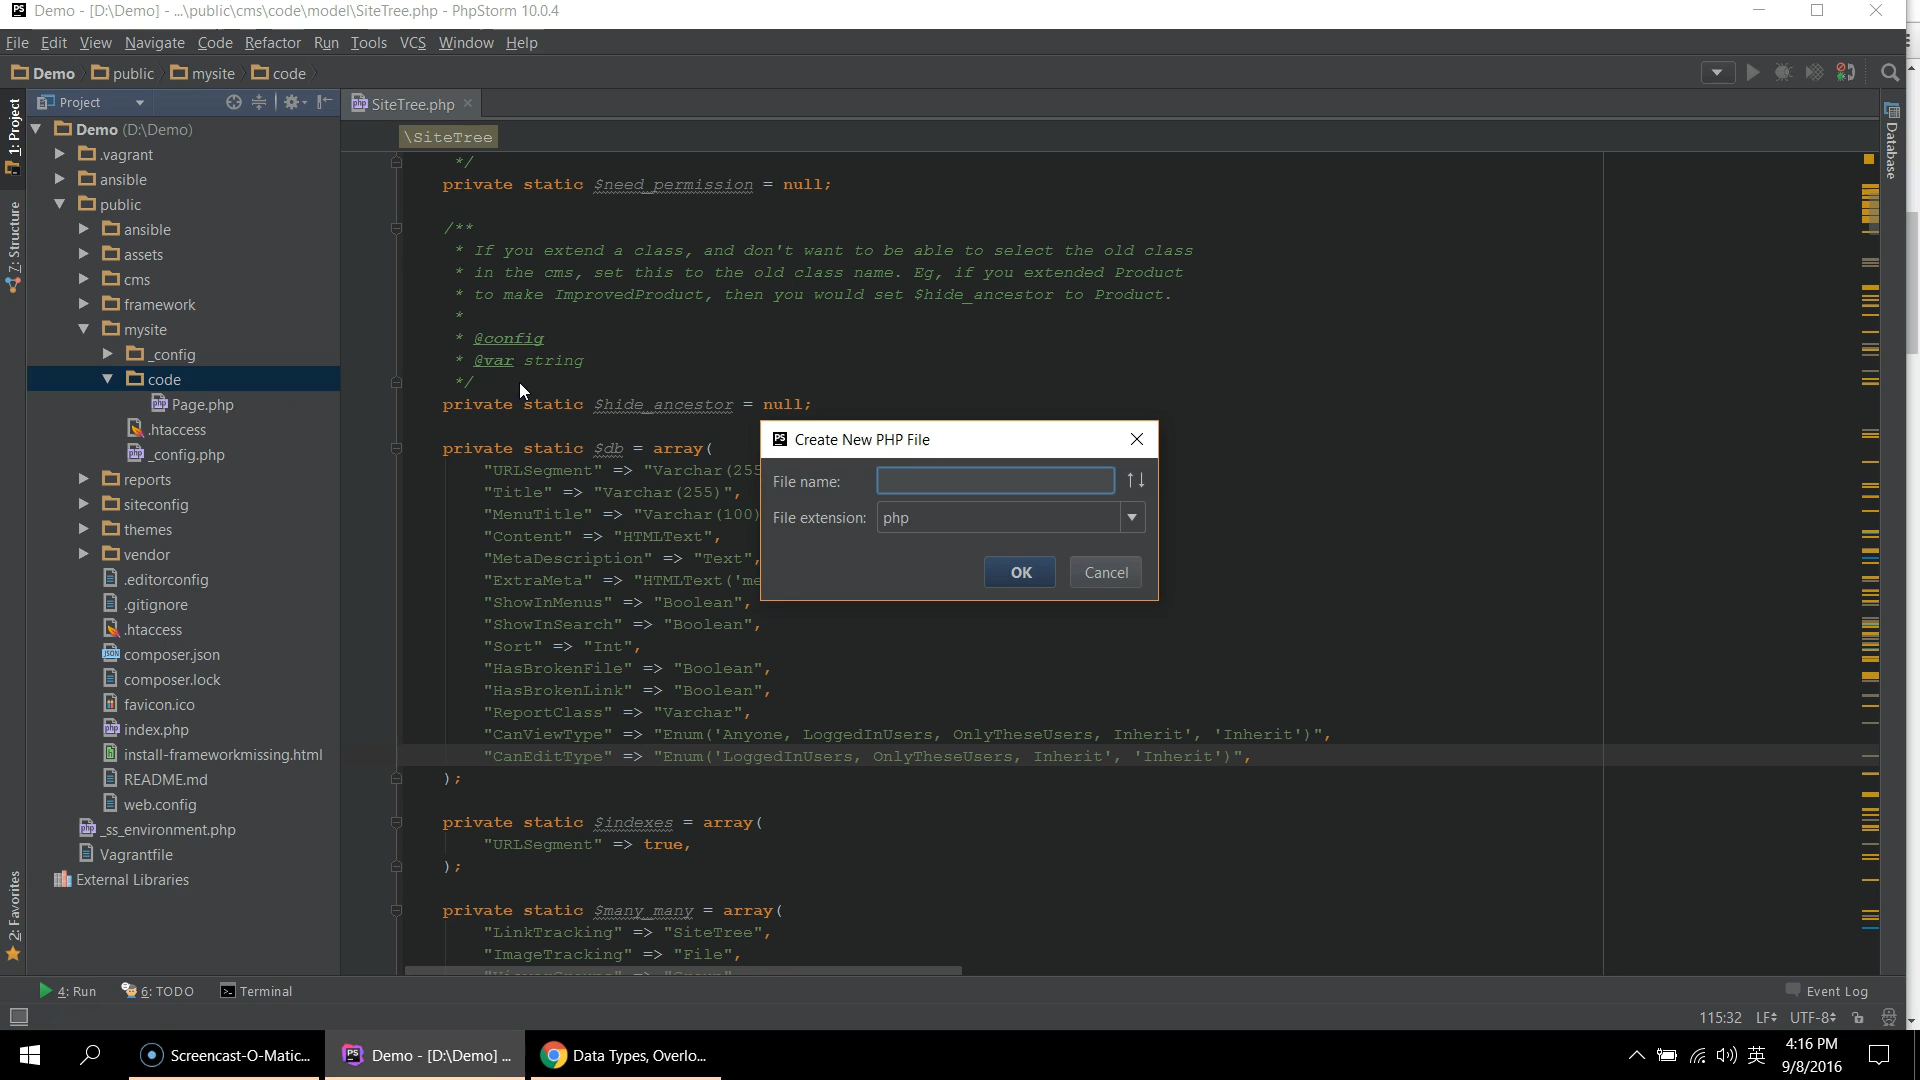 Demo - [D:\Demo] - ...\public\cms\code\model\SiteTree.php - PhpStorm 10.0.4
File Edit View Navigate Code Refactor Run Tools VCS Window Help
Demo public mysite code
1: Project
7: Structure
2: Favorites
Project
Demo (D:\Demo)
.vagrant
ansible
public
ansible
assets
cms
framework
mysite
_config
code
Page.php
.htaccess
_config.php
reports
siteconfig
themes
vendor
.editorconfig
.gitignore
.htaccess
composer.json
composer.lock
favicon.ico
index.php
install-frameworkmissing.html
README.md
web.config
_ss_environment.php
Vagrantfile
External Libraries
SiteTree.php
\SiteTree
*/
private static $need_permission = null;
/**
* If you extend a class, and don't want to be able to select the old class
* in the cms, set this to the old class name. Eg, if you extended Product
* to make ImprovedProduct, then you would set $hide_ancestor to Product.
*
* @config
* @var string
*/
private static $hide_ancestor = null;
private static $db = array(
"URLSegment" => "Varchar(255
"Title" => "Varchar(255)",
"MenuTitle" => "Varchar(100)
"Content" => "HTMLText",
"MetaDescription" => "Text",
"ExtraMeta" => "HTMLText('me
"ShowInMenus" => "Boolean",
"ShowInSearch" => "Boolean",
"Sort" => "Int",
"HasBrokenFile" => "Boolean",
"HasBrokenLink" => "Boolean",
"ReportClass" => "Varchar",
"CanViewType" => "Enum('Anyone, LoggedInUsers, OnlyTheseUsers, Inherit', 'Inherit')",
"CanEditType" => "Enum('LoggedInUsers, OnlyTheseUsers, Inherit', 'Inherit')",
);
private static $indexes = array(
"URLSegment" => true,
);
private static $many_many = array(
"LinkTracking" => "SiteTree",
"ImageTracking" => "File",
Create New PHP File
File name:
File extension: php
OK Cancel
Database
4: Run 6: TODO Terminal Event Log
115:32 LF UTF-8
Screencast-O-Matic... Demo - [D:\Demo] ... Data Types, Overlo...
英
4:16 PM
9/8/2016